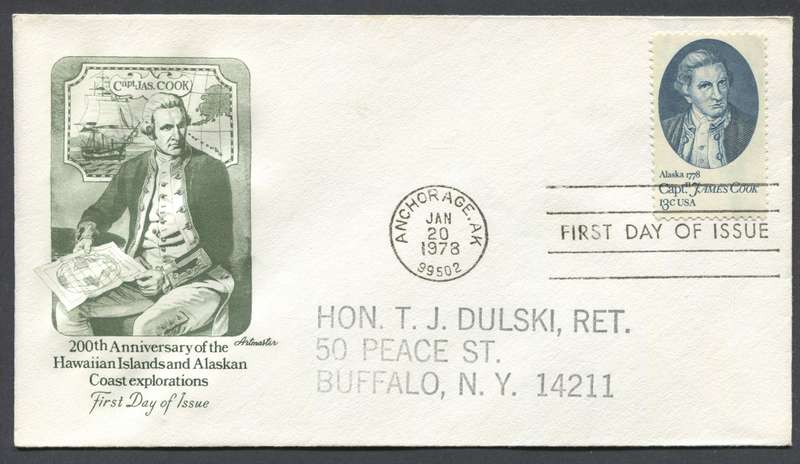 Capt. JAS. COOK
200th Anniversary of the
Hawaiian Islands and Alaskan
Coast explorations
First Day of Issue
Artmaster
ANCHORAGE, AK
JAN
20
1978
99502
Alaska 1778
Capt. JAMES COOK
13c USA
FIRST DAY OF ISSUE
HON. T. J. DULSKI, RET.
50 PEACE ST.
BUFFALO, N. Y. 14211